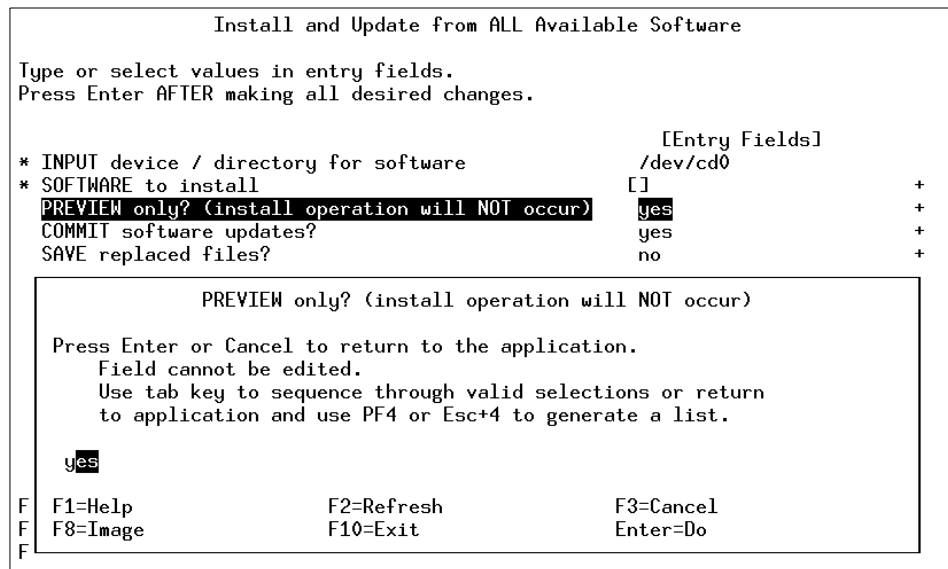 Install and Update from ALL Available Software
Type or select values in entry fields.
Press Enter AFTER making all desired changes.
[Entry Fields]
* INPUT device / directory for software /dev/cd0
* SOFTWARE to install [] +
PREVIEW only? (install operation will NOT occur) yes +
COMMIT software updates? yes +
SAVE replaced files? no +
PREVIEW only? (install operation will NOT occur)
Press Enter or Cancel to return to the application.
Field cannot be edited.
Use tab key to sequence through valid selections or return
to application and use PF4 or Esc+4 to generate a list.
yes
F F1=Help F2=Refresh F3=Cancel
F F8=Image F10=Exit Enter=Do
F